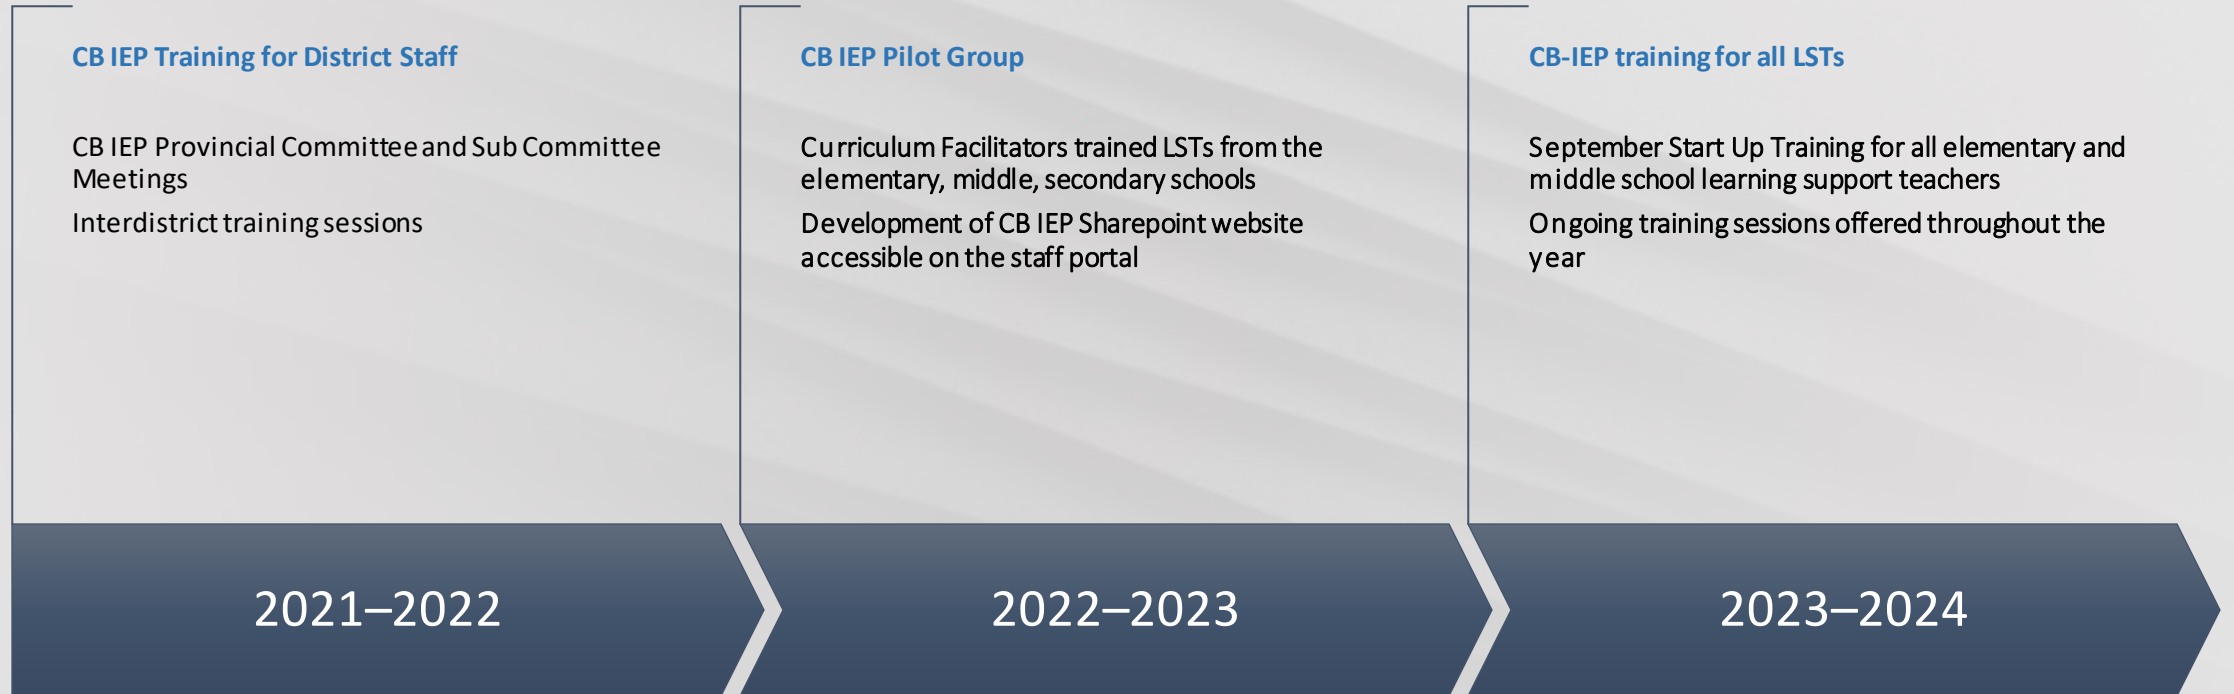 CB IEP Training for District Staff
CB IEP Provincial Committee and Sub Committee
Meetings
Interdistrict training sessions
2021–2022
CB IEP Pilot Group
Curriculum Facilitators trained LSTs from the
elementary, middle, secondary schools
Development of CB IEP Sharepoint website
accessible on the staff portal
2022–2023
CB-IEP training for all LSTs
September Start Up Training for all elementary and
middle school learning support teachers
Ongoing training sessions offered throughout the
year
2023–2024